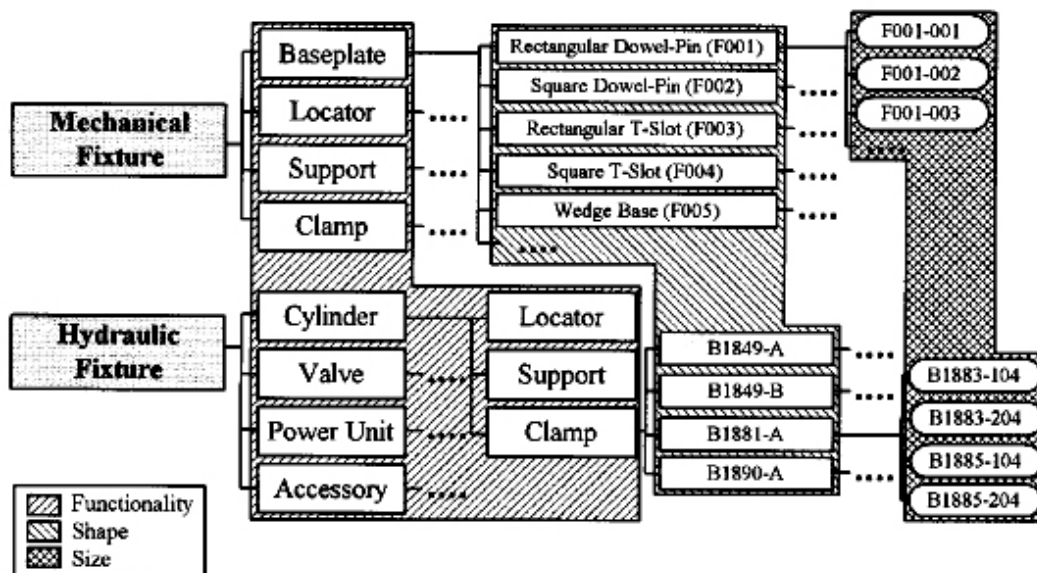 Mechanical
Fixture
Baseplate
Locator
Support
Clamp
Rectangular Dowel-Pin (F001)
Square Dowel-Pin (F002)
Rectangular T-Slot (F003)
Square T-Slot (F004)
Wedge Base (F005)
F001-001
F001-002
F001-003
Hydraulic
Fixture
Cylinder
Valve
Power Unit
Accessory
Locator
Support
Clamp
B1849-A
B1849-B
B1881-A
B1890-A
B1883-104
B1883-204
B1885-104
B1885-204
Functionality
Shape
Size